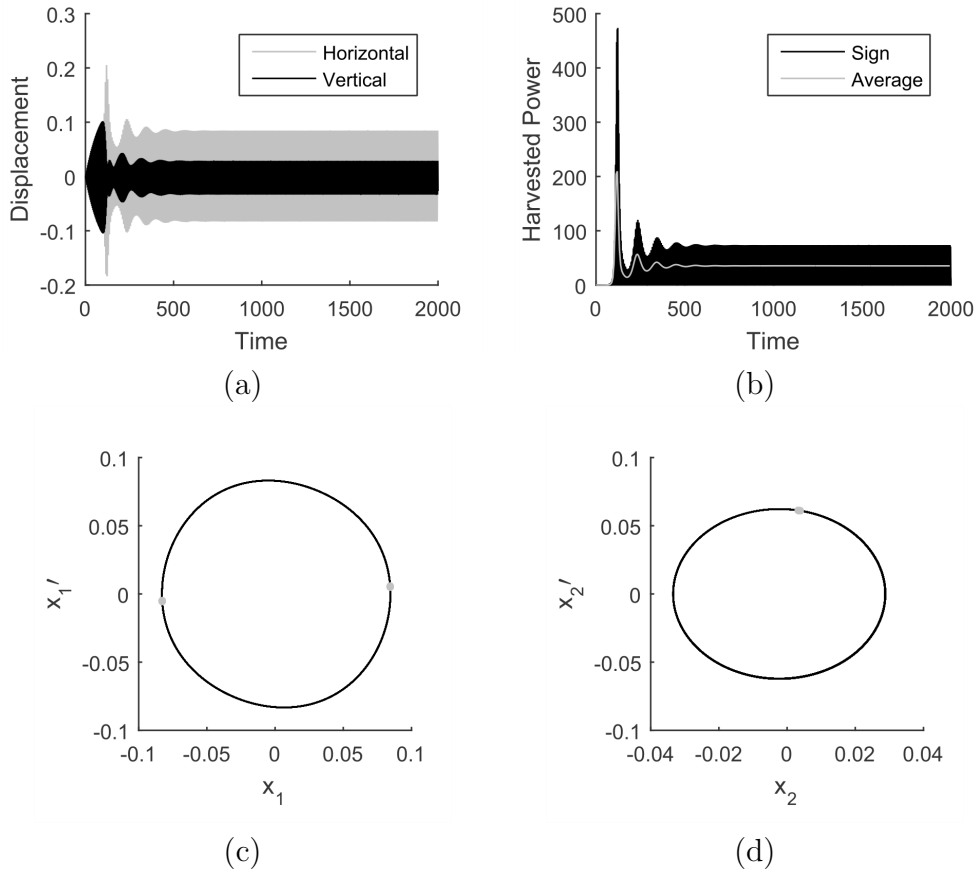 0.3
0.2
0.1
0
-0.1
-0.2
Displacement
Horizontal
Vertical
0 500 1000 1500 2000
Time
(a)
500
400
300
200
100
0
Harvested Power
Sign
Average
0 500 1000 1500 2000
Time
(b)
0.1
0.05
0
-0.05
-0.1
x1′
-0.1 -0.05 0 0.05 0.1
x1
(c)
0.1
0.05
0
-0.05
-0.1
x2′
-0.04 -0.02 0 0.02 0.04
x2
(d)